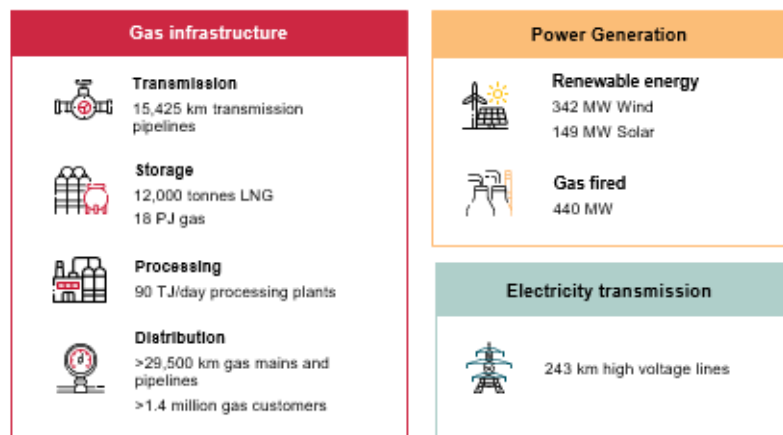 Gas infrastructure
Transmission
15,425 km transmission
pipelines
Storage
12,000 tonnes LNG
18 PJ gas
Processing
90 TJ/day processing plants
Distribution
>29,500 km gas mains and
pipelines
>1.4 million gas customers
Power Generation
Renewable energy
342 MW Wind
149 MW Solar
Gas fired
440 MW
Electricity transmission
243 km high voltage lines